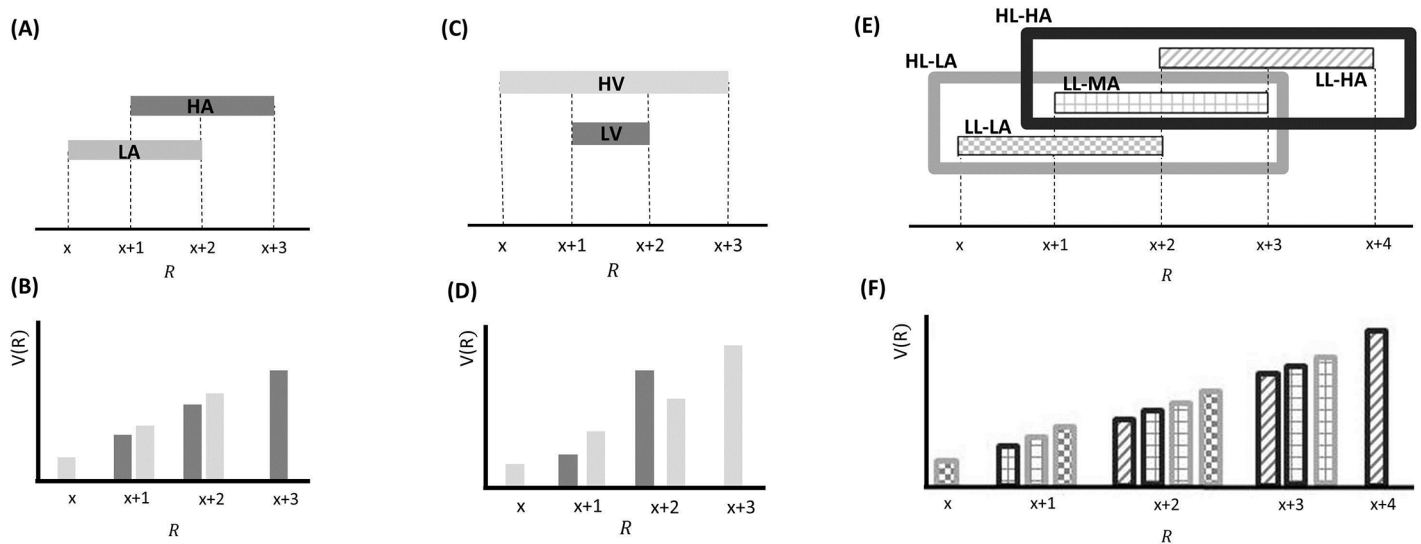 (A)
HA
LA
x x+1 x+2 x+3
R
(B)
V(R)
x x+1 x+2 x+3
R
(C)
HV
LV
x x+1 x+2 x+3
R
(D)
x x+1 x+2 x+3
R
(E)
HL-HA
HL-LA
LL-HA
LL-MA
LL-LA
x x+1 x+2 x+3 x+4
R
(F)
V(R)
x x+1 x+2 x+3 x+4
R